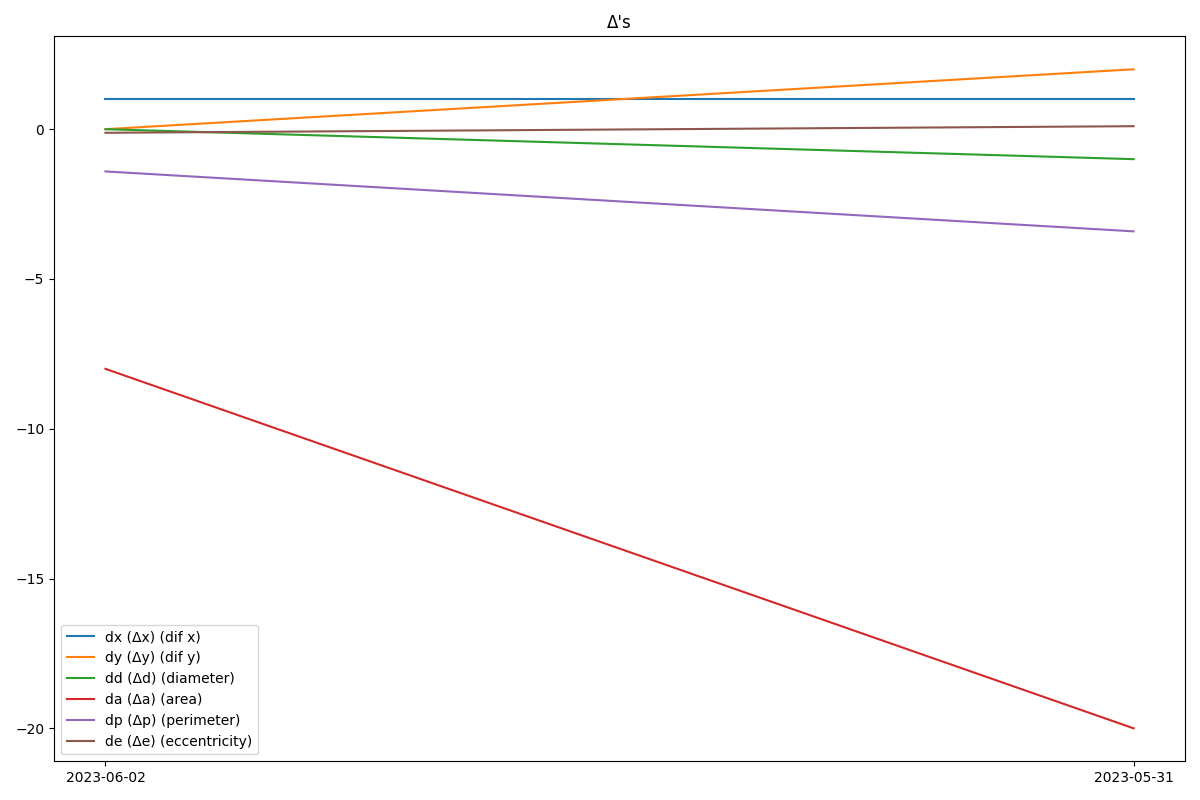 Δ's
0
−5
−10
−15
−20
dx (Δx) (dif x)
dy (Δy) (dif y)
dd (Δd) (diameter)
da (Δa) (area)
dp (Δp) (perimeter)
de (Δe) (eccentricity)
2023-06-02 2023-05-31